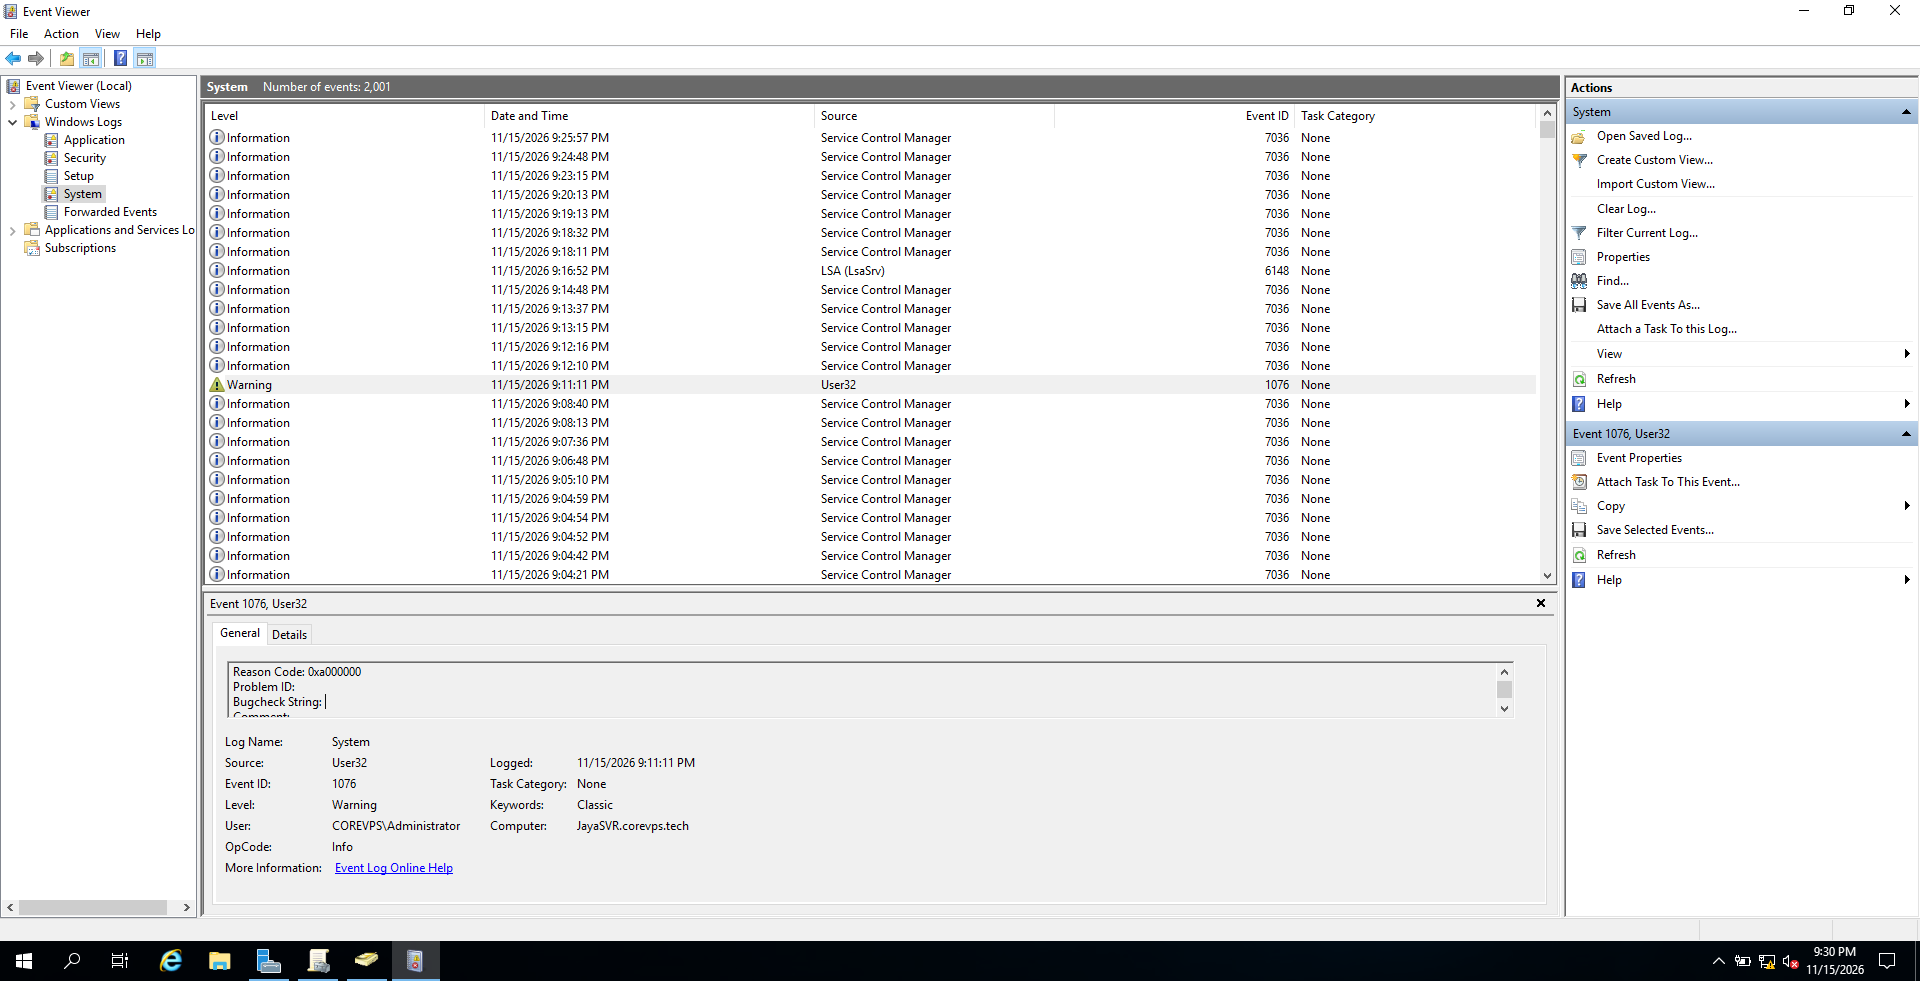 Event Viewer
File Action View Help
Event Viewer (Local)
Custom Views
Windows Logs
Application
Security
Setup
System
Forwarded Events
Applications and Services Lo
Subscriptions
System Number of events: 2,001
Level Date and Time Source Event ID Task Category
Information 11/15/2026 9:25:57 PM Service Control Manager 7036 None
Information 11/15/2026 9:24:48 PM Service Control Manager 7036 None
Information 11/15/2026 9:23:15 PM Service Control Manager 7036 None
Information 11/15/2026 9:20:13 PM Service Control Manager 7036 None
Information 11/15/2026 9:19:13 PM Service Control Manager 7036 None
Information 11/15/2026 9:18:32 PM Service Control Manager 7036 None
Information 11/15/2026 9:18:11 PM Service Control Manager 7036 None
Information 11/15/2026 9:16:52 PM LSA (LsaSrv) 6148 None
Information 11/15/2026 9:14:48 PM Service Control Manager 7036 None
Information 11/15/2026 9:13:37 PM Service Control Manager 7036 None
Information 11/15/2026 9:13:15 PM Service Control Manager 7036 None
Information 11/15/2026 9:12:16 PM Service Control Manager 7036 None
Information 11/15/2026 9:12:10 PM Service Control Manager 7036 None
Warning 11/15/2026 9:11:11 PM User32 1076 None
Information 11/15/2026 9:08:40 PM Service Control Manager 7036 None
Information 11/15/2026 9:08:13 PM Service Control Manager 7036 None
Information 11/15/2026 9:07:36 PM Service Control Manager 7036 None
Information 11/15/2026 9:06:48 PM Service Control Manager 7036 None
Information 11/15/2026 9:05:10 PM Service Control Manager 7036 None
Information 11/15/2026 9:04:59 PM Service Control Manager 7036 None
Information 11/15/2026 9:04:54 PM Service Control Manager 7036 None
Information 11/15/2026 9:04:52 PM Service Control Manager 7036 None
Information 11/15/2026 9:04:42 PM Service Control Manager 7036 None
Information 11/15/2026 9:04:21 PM Service Control Manager 7036 None
Event 1076, User32
General Details
Reason Code: 0xa000000
Problem ID:
Bugcheck String:
Comment:
Log Name: System
Source: User32 Logged: 11/15/2026 9:11:11 PM
Event ID: 1076 Task Category: None
Level: Warning Keywords: Classic
User: COREVPS\Administrator Computer: JayaSVR.corevps.tech
OpCode: Info
More Information: Event Log Online Help
Actions
System
Open Saved Log...
Create Custom View...
Import Custom View...
Clear Log...
Filter Current Log...
Properties
Find...
Save All Events As...
Attach a Task To this Log...
View
Refresh
Help
Event 1076, User32
Event Properties
Attach Task To This Event...
Copy
Save Selected Events...
Refresh
Help
9:30 PM
11/15/2026